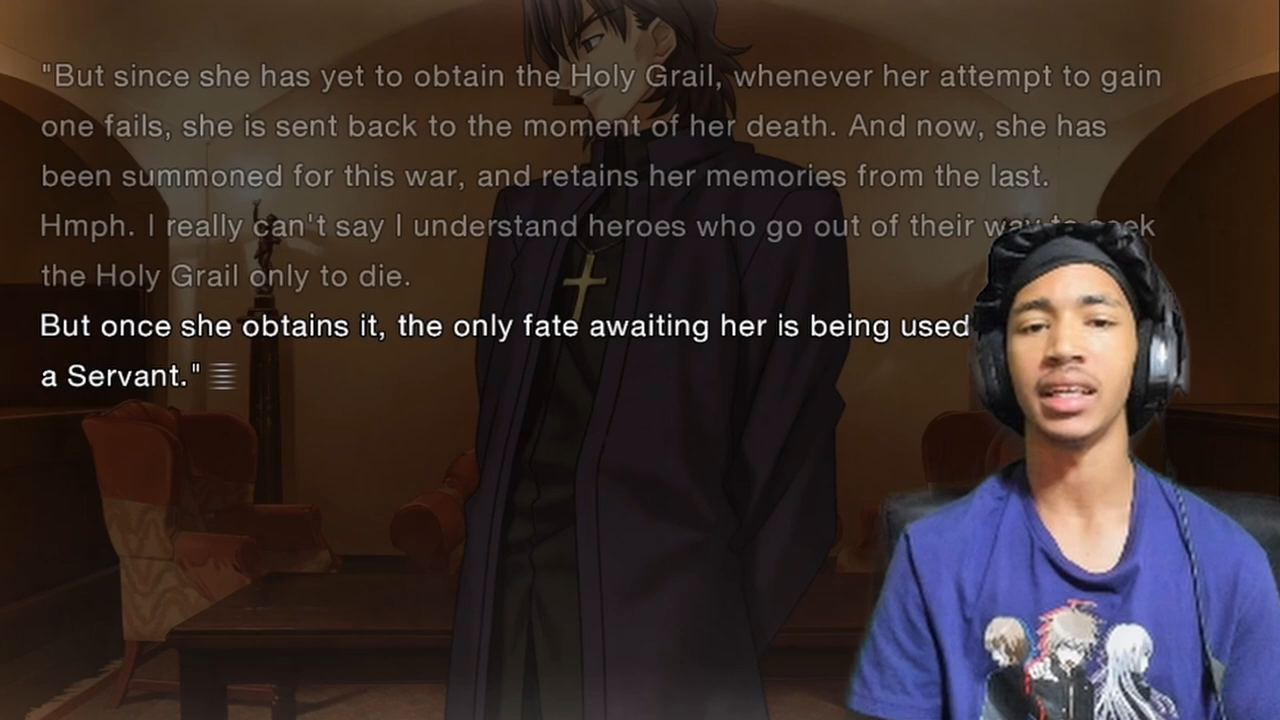 "But since she has yet to obtain the Holy Grail, whenever her attempt to gain
one fails, she is sent back to the moment of her death. And now, she has
been summoned for this war, and retains her memories from the last.
Hmph. I really can't say I understand heroes who go out of their way to seek
the Holy Grail only to die.
But once she obtains it, the only fate awaiting her is being used
a Servant."